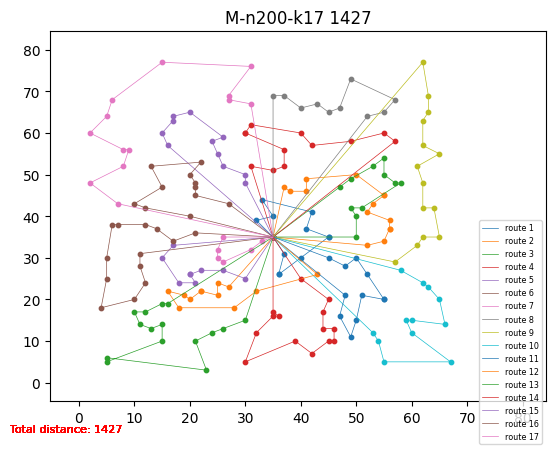 M-n200-k17 1427
80
70
60
50
40
30
20
10
0
0 10 20 30 40 50 60 70 80
route 1
route 2
route 3
route 4
route 5
route 6
route 7
route 8
route 9
route 10
route 11
route 12
route 13
route 14
route 15
route 16
route 17
Total distance: 1427